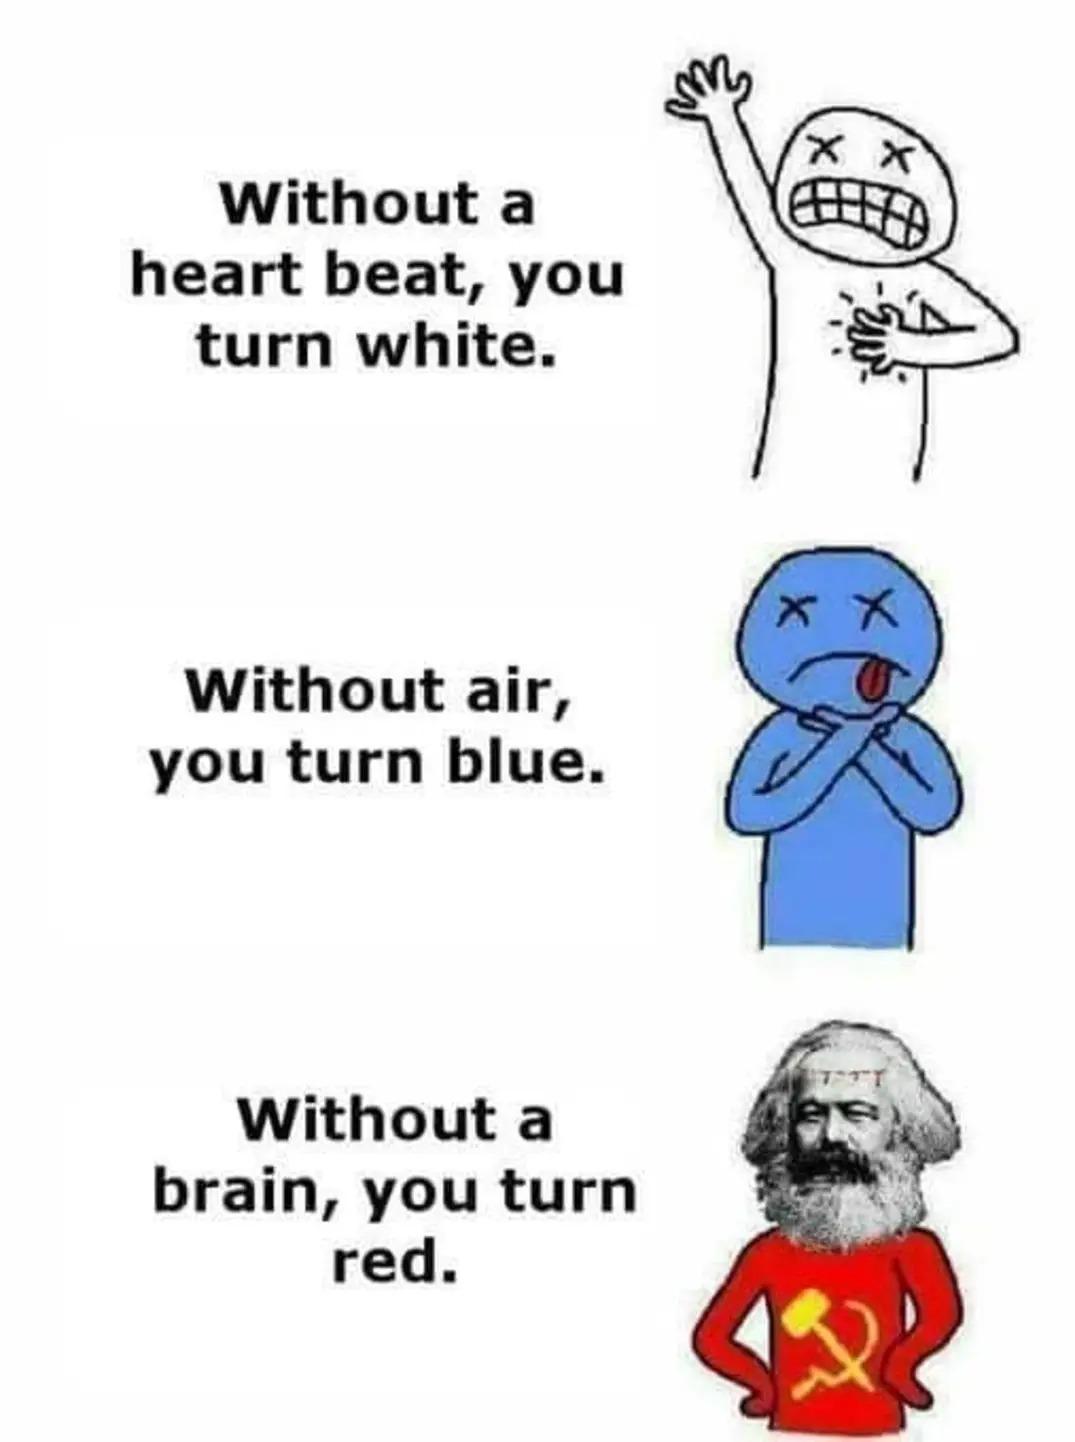 Without a
heart beat, you
turn white.
Without air,
you turn blue.
Without a
brain, you turn
red.